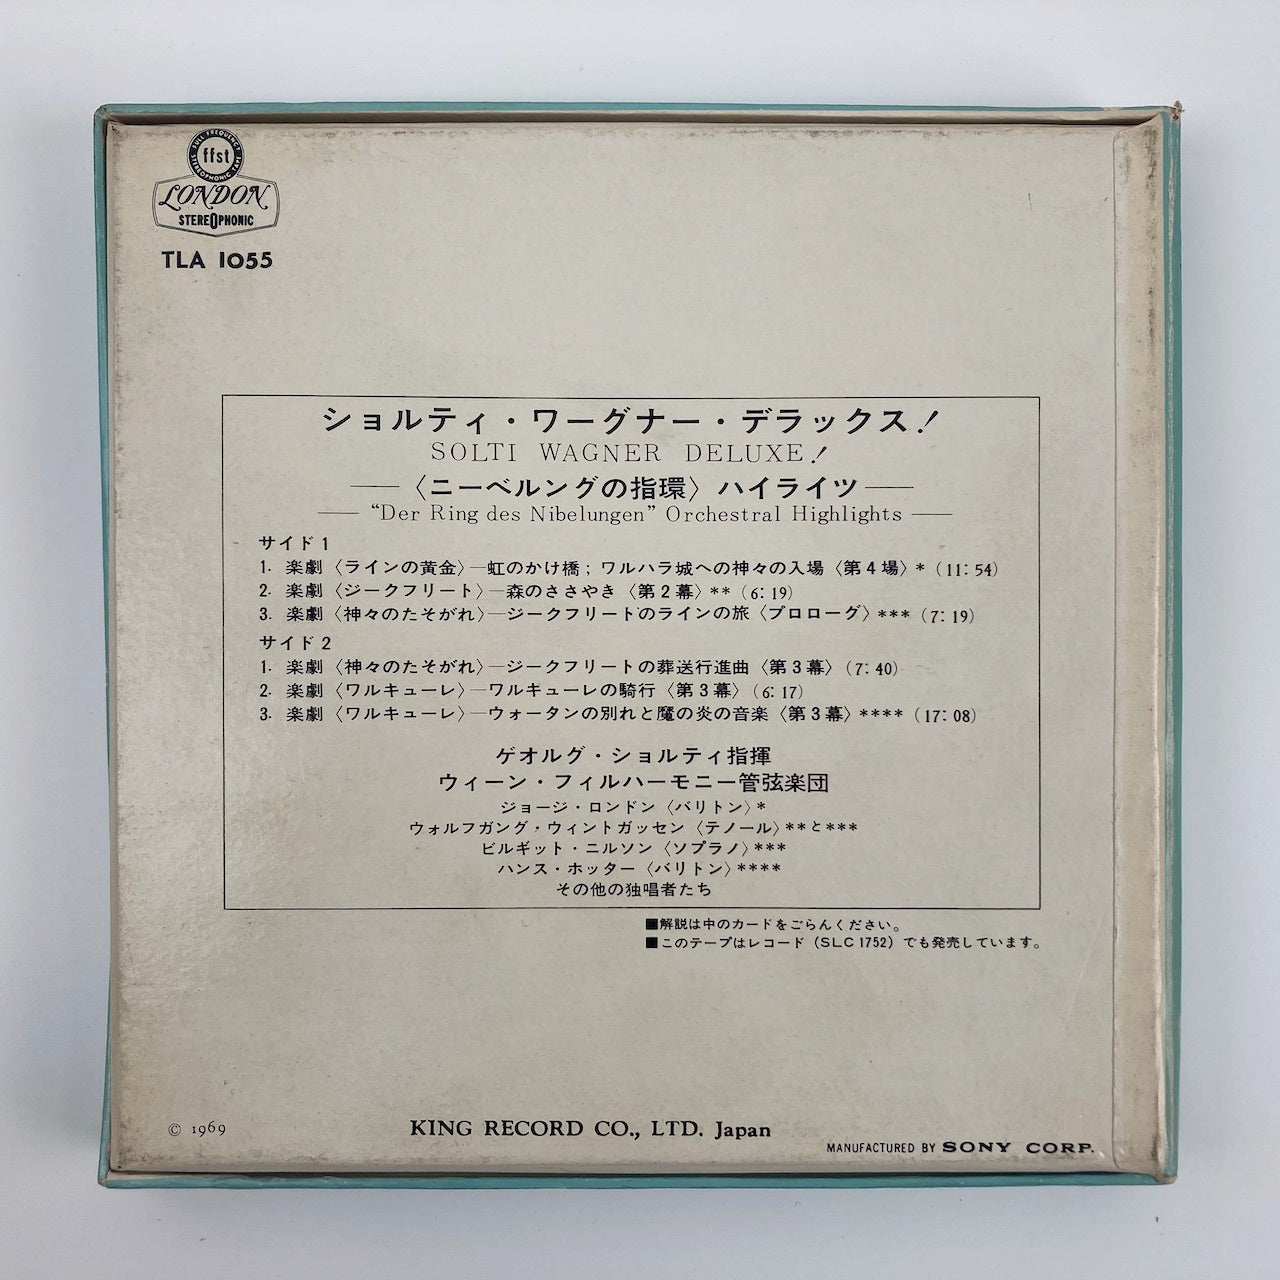 FULL FREQUENCY STEREOPHONIC TAPE
ffst
LONDON
STEREOPHONIC
TLA 1055
ショルティ・ワーグナー・デラックス!
SOLTI WAGNER DELUXE!
——〈ニーベルングの指環〉ハイライツ——
—— “Der Ring des Nibelungen” Orchestral Highlights ——
サイド1
1. 楽劇〈ラインの黄金〉—虹のかけ橋; ワルハラ城への神々の入場〈第4場〉* (11:54)
2. 楽劇〈ジークフリート〉—森のささやき〈第2幕〉** (6:19)
3. 楽劇〈神々のたそがれ〉—ジークフリートのラインの旅〈プロローグ〉*** (7:19)
サイド2
1. 楽劇〈神々のたそがれ〉—ジークフリートの葬送行進曲〈第3幕〉(7:40)
2. 楽劇〈ワルキューレ〉—ワルキューレの騎行〈第3幕〉(6:17)
3. 楽劇〈ワルキューレ〉—ウォータンの別れと魔の炎の音楽〈第3幕〉**** (17:08)
ゲオルグ・ショルティ指揮
ウィーン・フィルハーモニー管弦楽団
ジョージ・ロンドン〈バリトン〉*
ウォルフガング・ウィントガッセン〈テノール〉**と***
ビルギット・ニルソン〈ソプラノ〉***
ハンス・ホッター〈バリトン〉****
その他の独唱者たち
■解説は中のカードをごらんください。
■このテープはレコード(SLC 1752)でも発売しています。
© 1969
KING RECORD CO., LTD. Japan
MANUFACTURED BY SONY CORP.